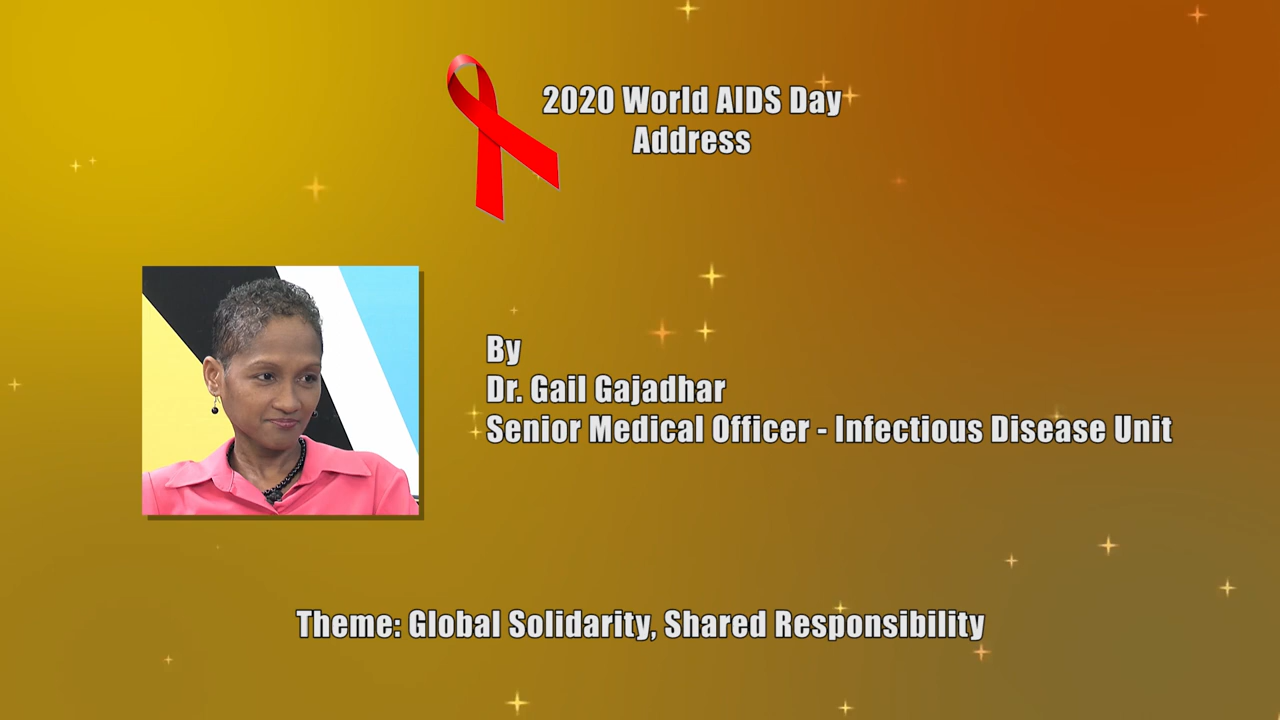 2020 World AIDS Day
Address
By
Dr. Gail Gajadhar
Senior Medical Officer - Infectious Disease Unit
Theme: Global Solidarity, Shared Responsibility